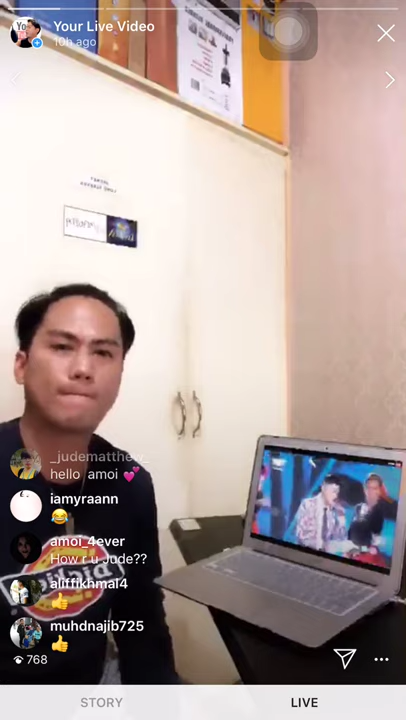 Your Live Video
10h ago
_judematthew_
hello amoi 💕
iamyraann
😂
amoi_4ever
How r u Jude??
aliffikhmal4
👍
muhdnajib725
👍
768
STORY
LIVE